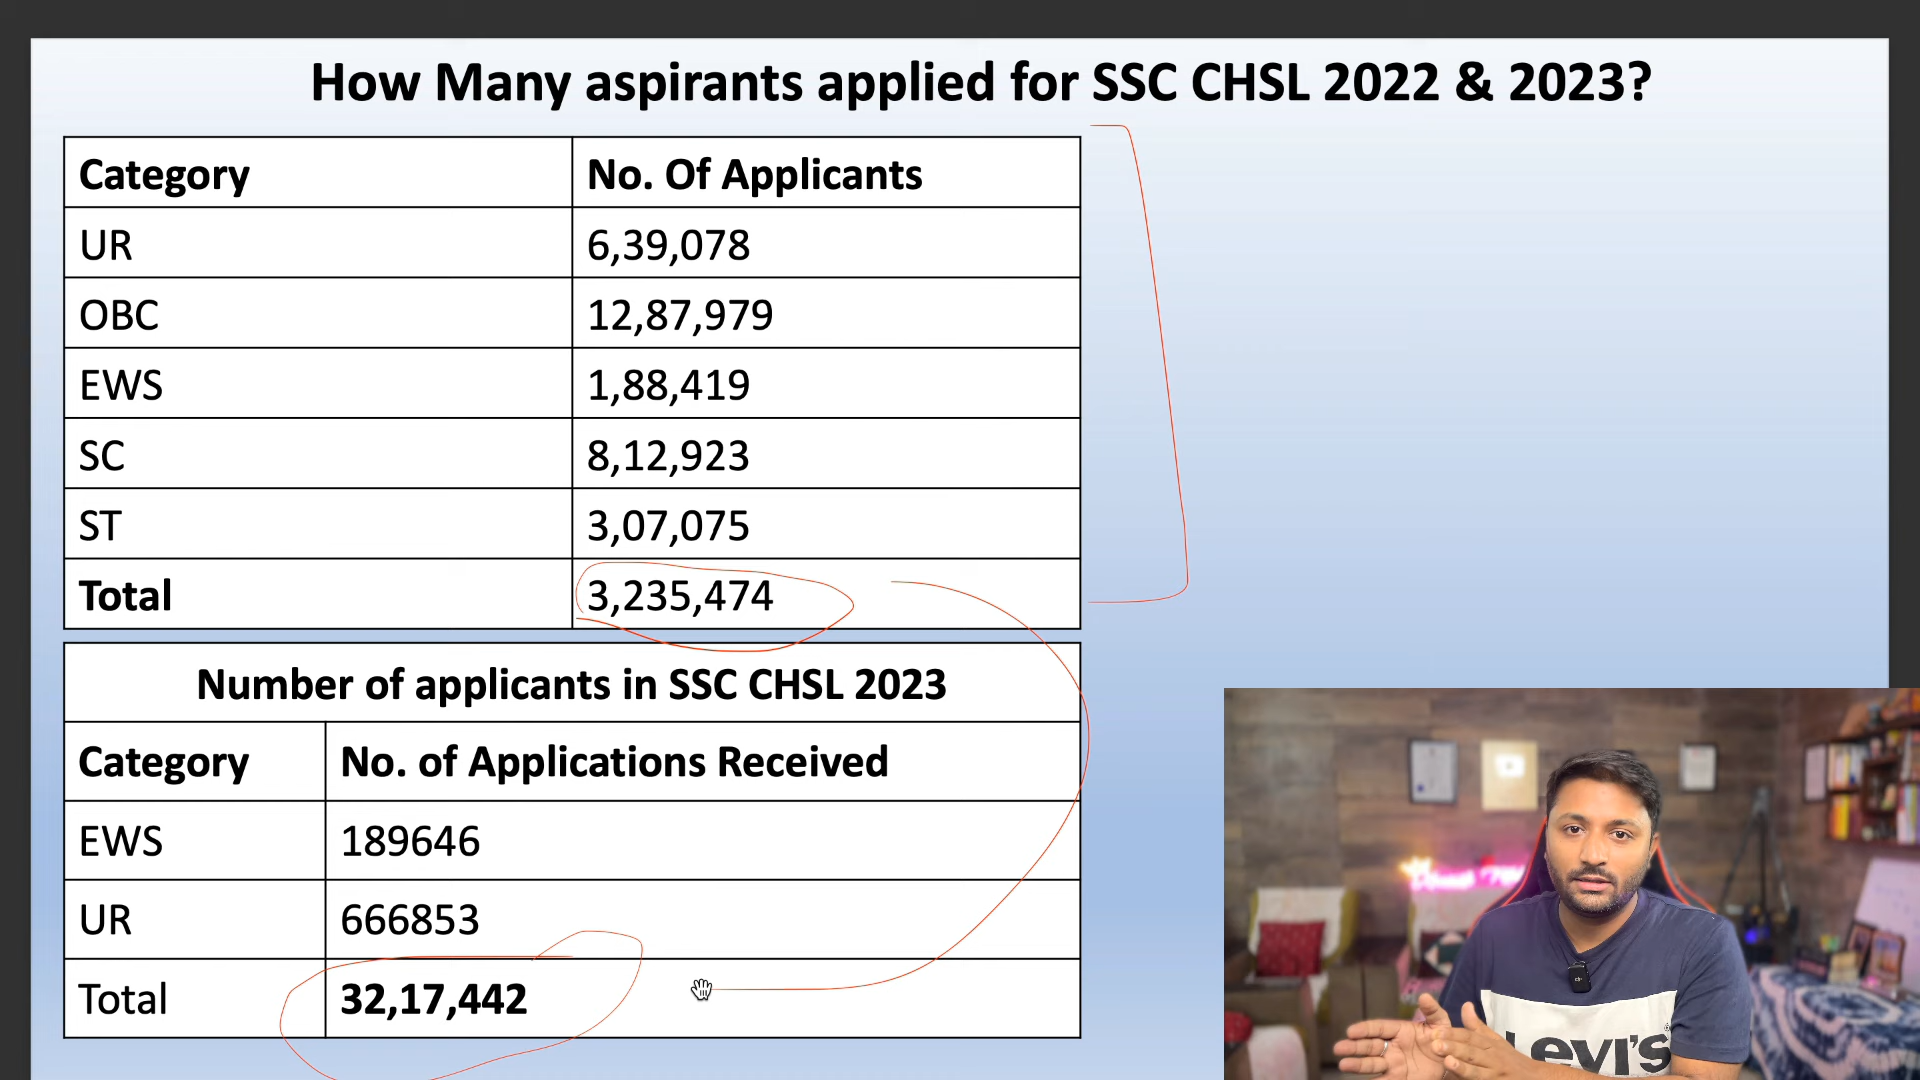 How Many aspirants applied for SSC CHSL 2022 & 2023?
Category No. Of Applicants
UR 6,39,078
OBC 12,87,979
EWS 1,88,419
SC 8,12,923
ST 3,07,075
Total 3,235,474
Number of applicants in SSC CHSL 2023
Category No. of Applications Received
EWS 189646
UR 666853
Total 32,17,442
Levi's